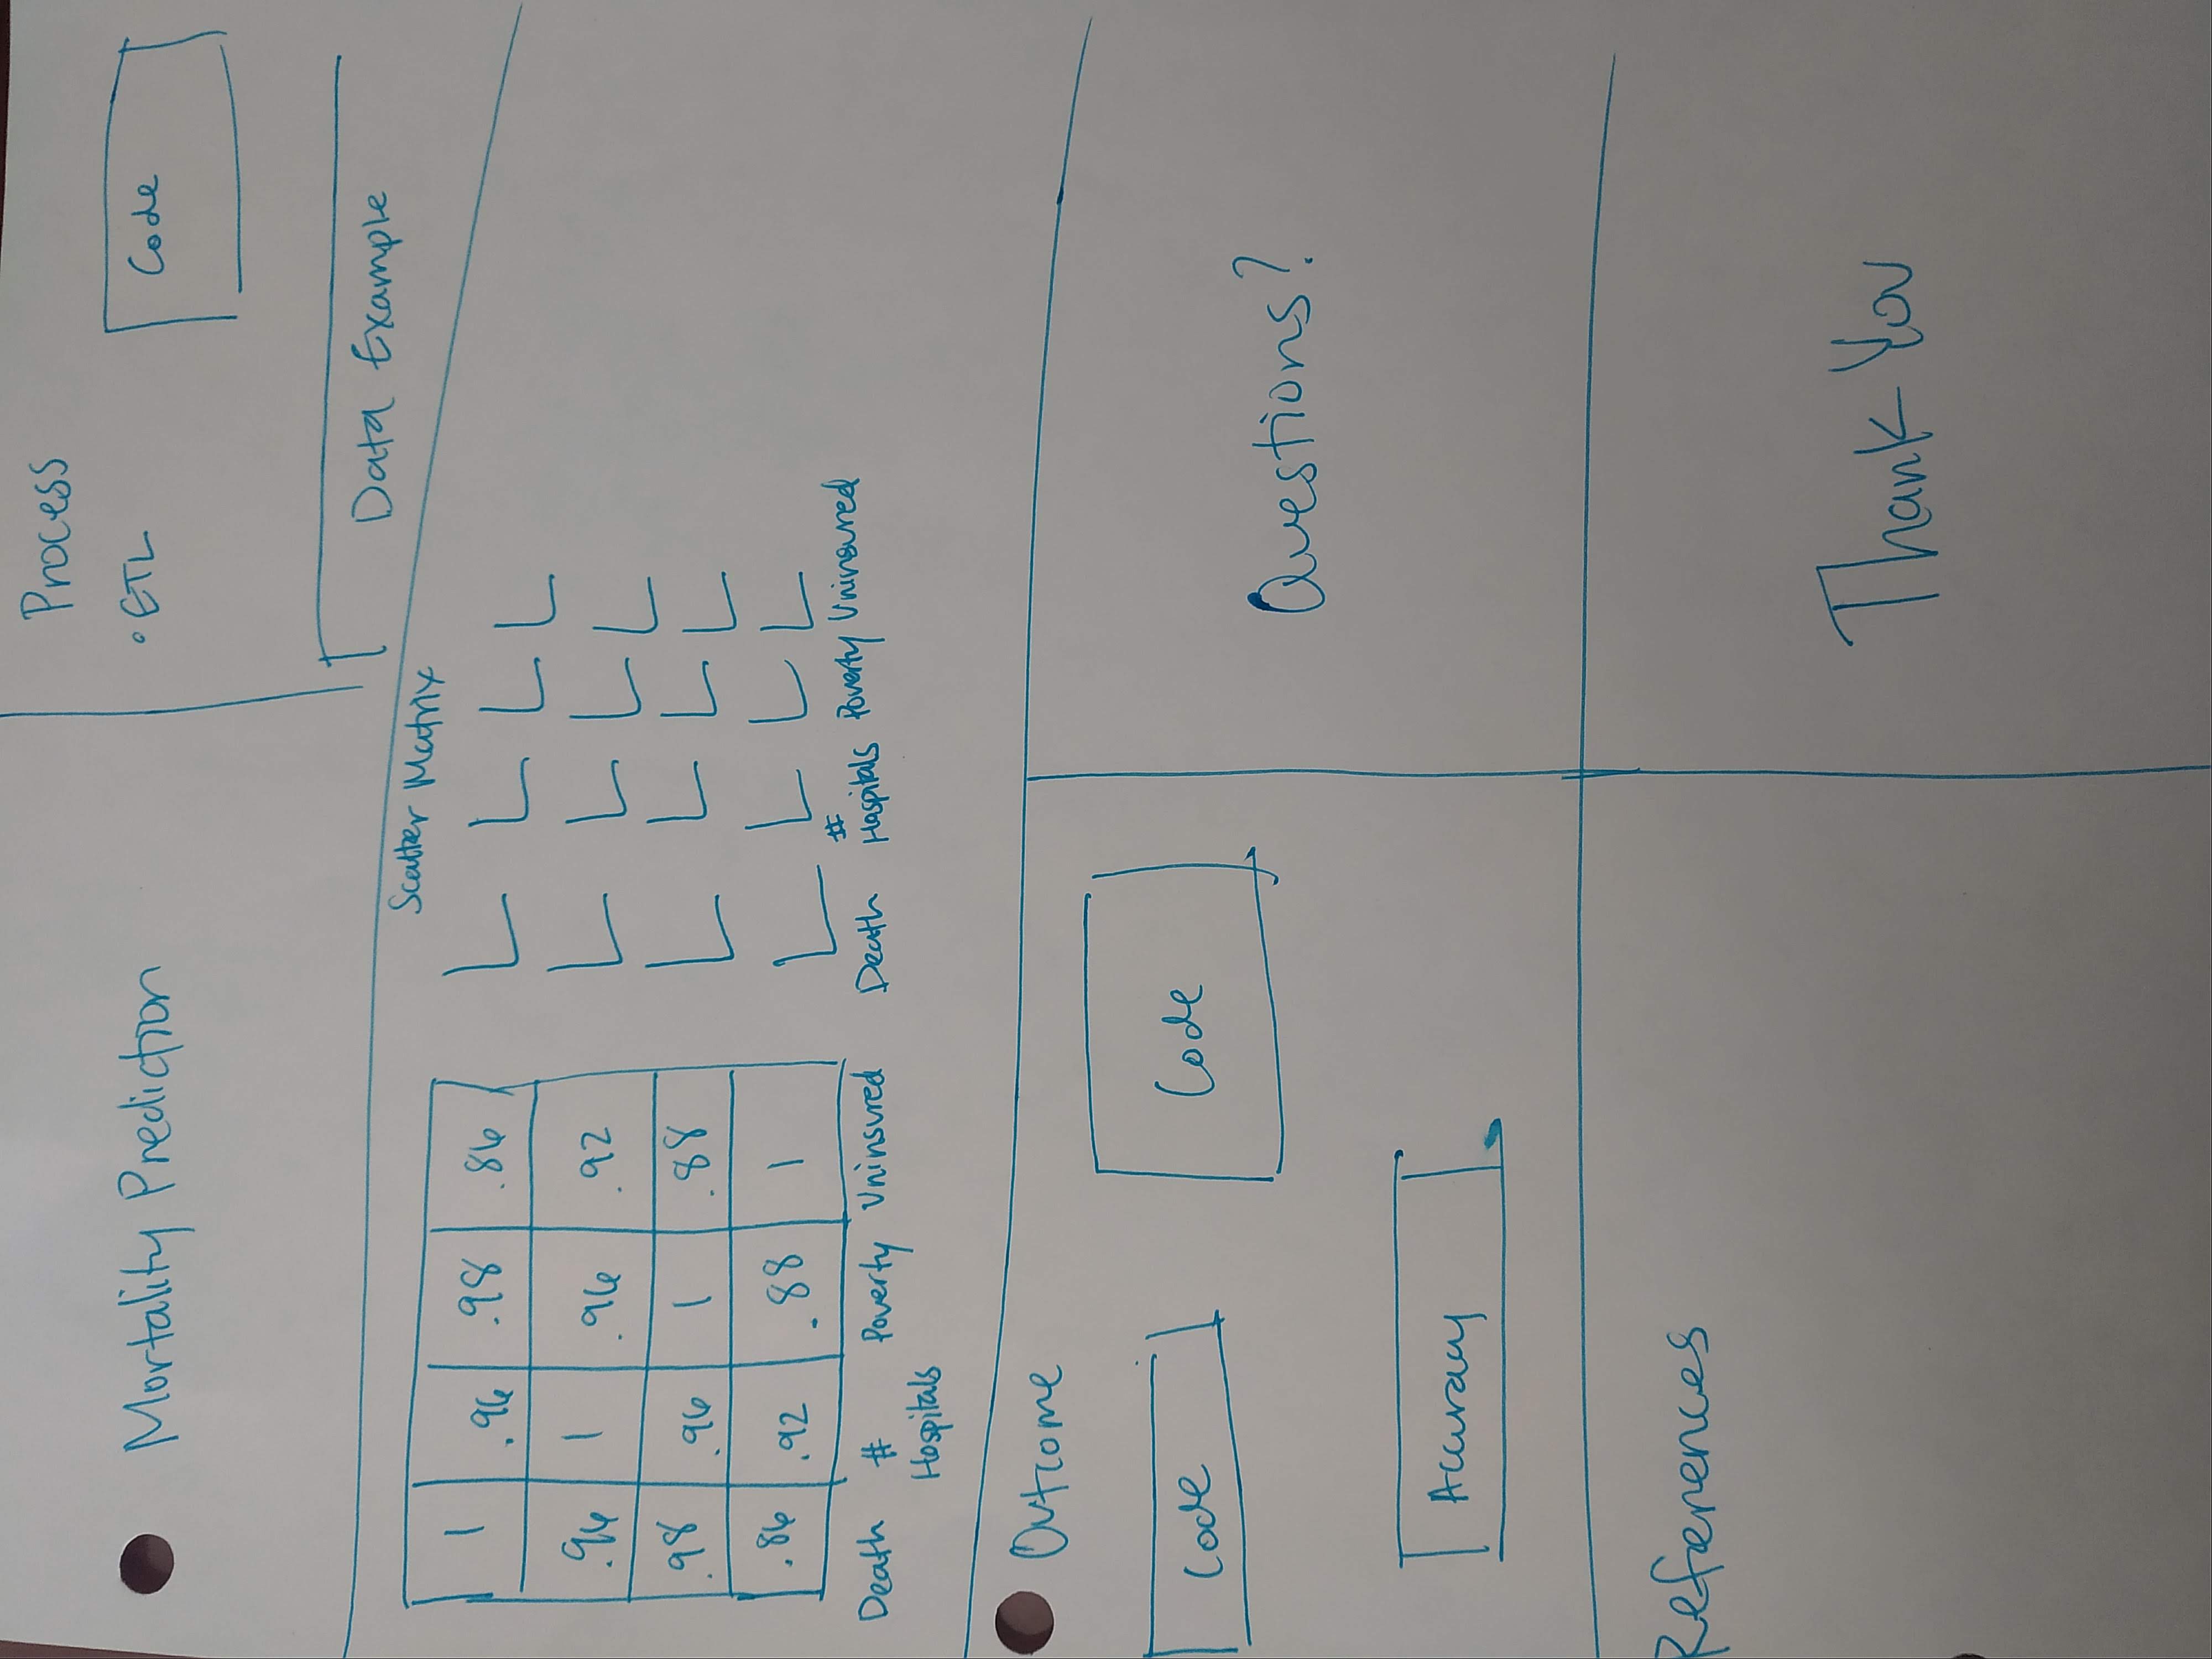 Mortality Prediction
Process
• ETL
Code
Data Example
1 .96 .98 .86
.96 1 .96 .92
.98 .96 1 .88
.86 .92 .88 1
Death # Hospitals Poverty Uninsured
Scatter Matrix
Death # Hospitals Poverty Uninsured
Outcome
Code
Code
Accuracy
Questions?
References
Thank You